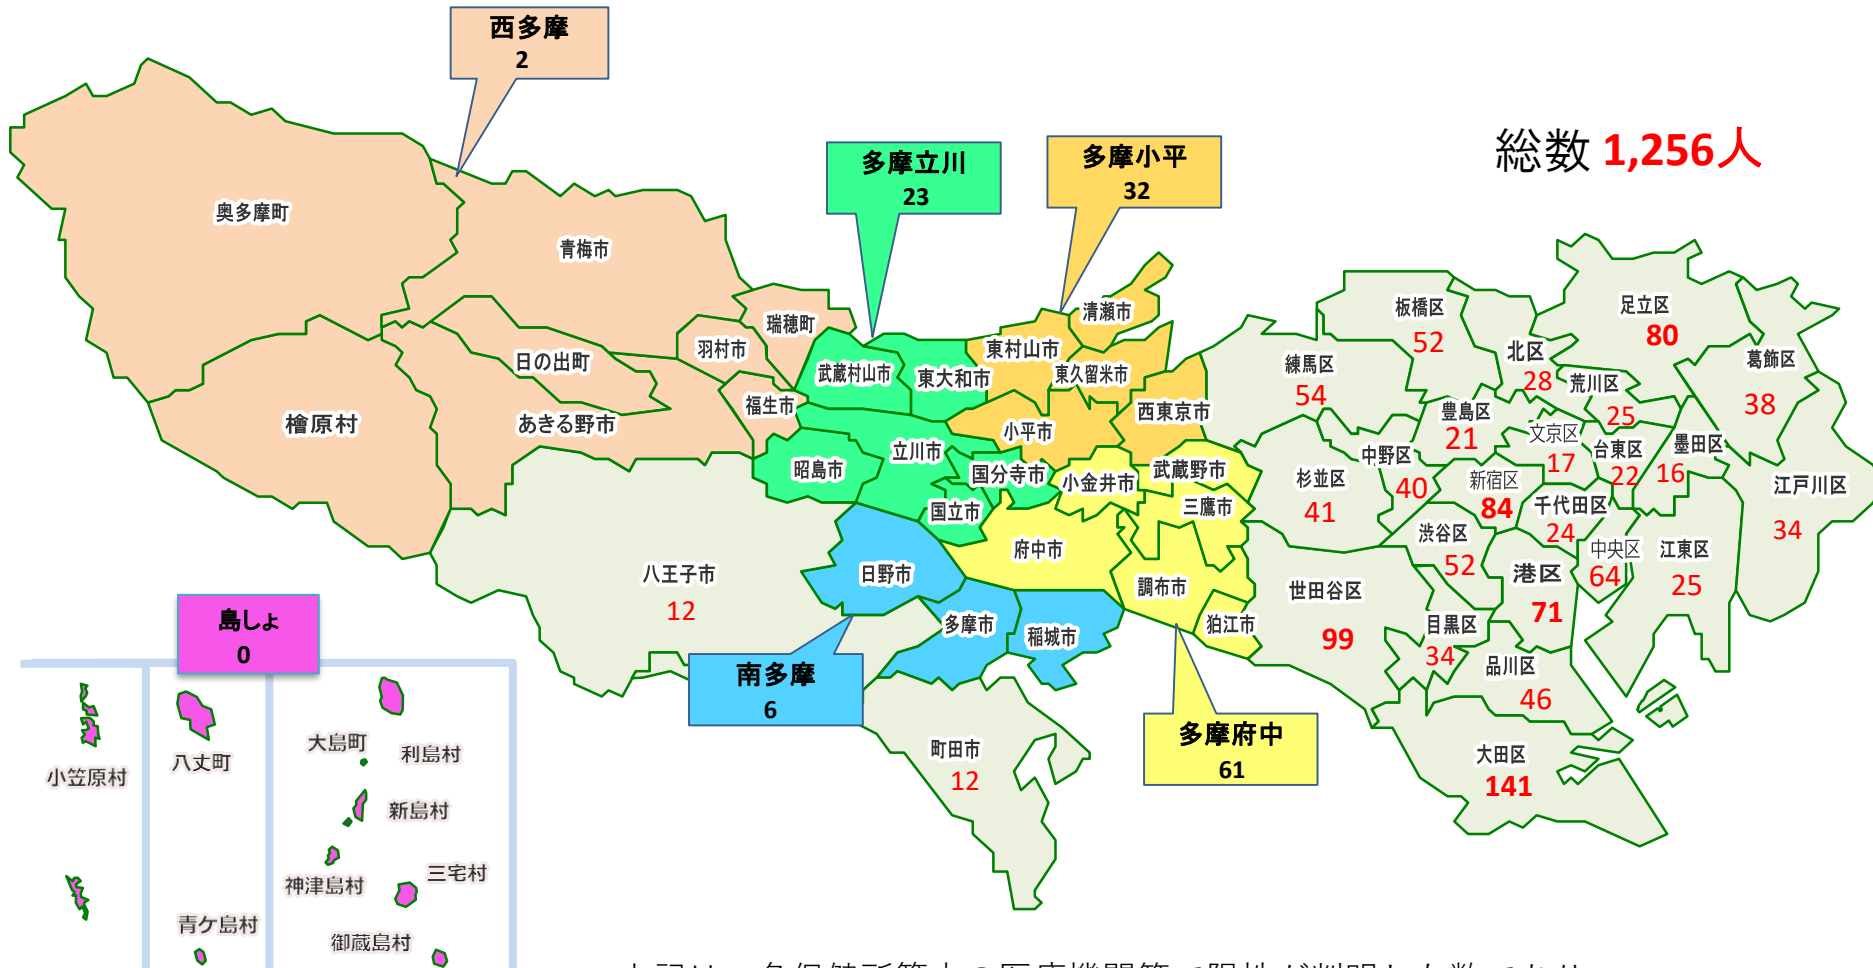 西多摩
2
多摩立川
23
多摩小平
32
総数 1,256人
奥多摩町
青梅市
瑞穂町
羽村市
日の出町
福生市
あきる野市
檜原村
武蔵村山市
東大和市
東村山市
清瀬市
東久留米市
西東京市
小平市
立川市
昭島市
国分寺市
国立市
小金井市
武蔵野市
三鷹市
府中市
調布市
狛江市
八王子市
12
日野市
多摩市
稲城市
南多摩
6
多摩府中
61
町田市
12
板橋区
52
練馬区
54
北区
28
足立区
80
葛飾区
38
荒川区
25
豊島区
21
文京区
17
台東区
22
墨田区
16
江戸川区
34
中野区
40
杉並区
41
新宿区
84
千代田区
24
渋谷区
52
中央区
64
江東区
25
港区
71
世田谷区
99
目黒区
34
品川区
46
大田区
141
島しょ
0
小笠原村
八丈町
青ケ島村
大島町
利島村
新島村
神津島村
三宅村
御蔵島村